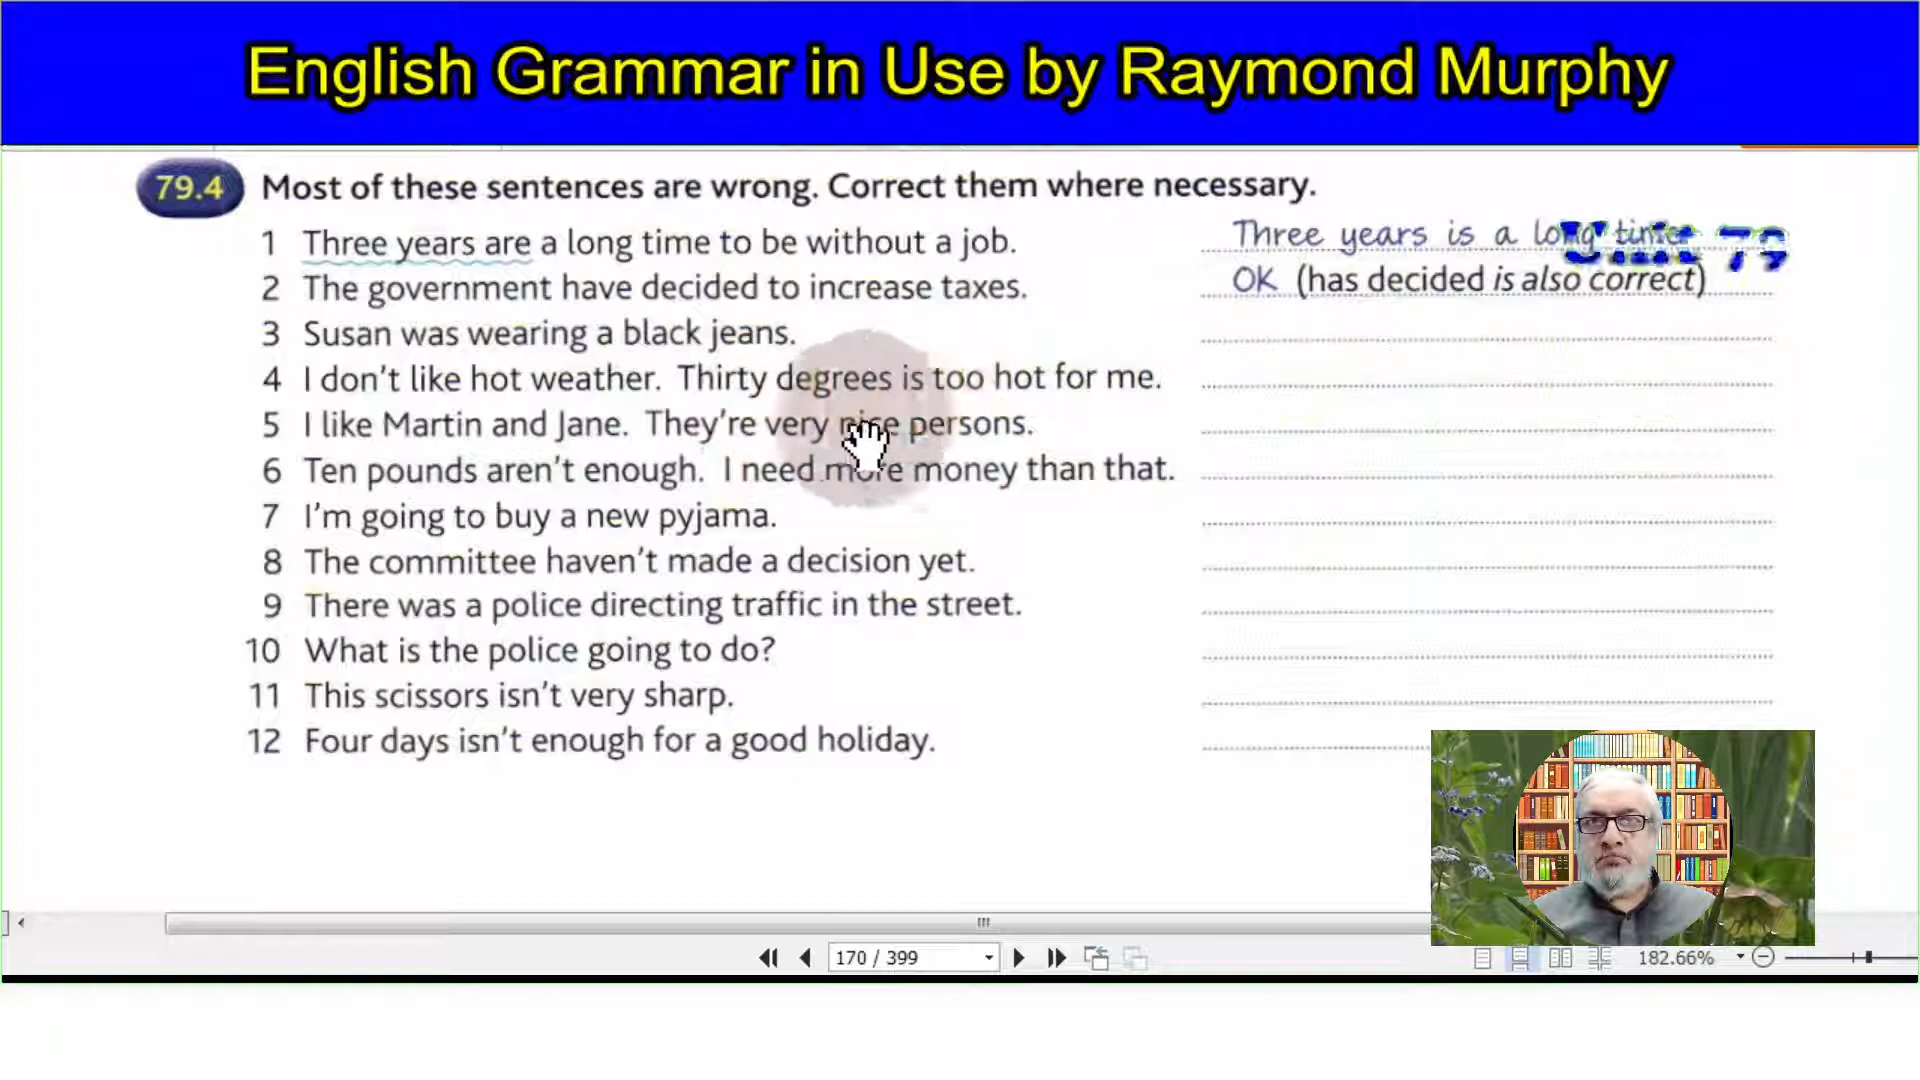 English Grammar in Use by Raymond Murphy
79.4 Most of these sentences are wrong. Correct them where necessary.
1 Three years are a long time to be without a job. Three years is a long time
Unit 79
2 The government have decided to increase taxes. OK (has decided is also correct)
3 Susan was wearing a black jeans.
4 I don't like hot weather. Thirty degrees is too hot for me.
5 I like Martin and Jane. They're very nice persons.
6 Ten pounds aren't enough. I need more money than that.
7 I'm going to buy a new pyjama.
8 The committee haven't made a decision yet.
9 There was a police directing traffic in the street.
10 What is the police going to do?
11 This scissors isn't very sharp.
12 Four days isn't enough for a good holiday.
170 / 399
182.66%